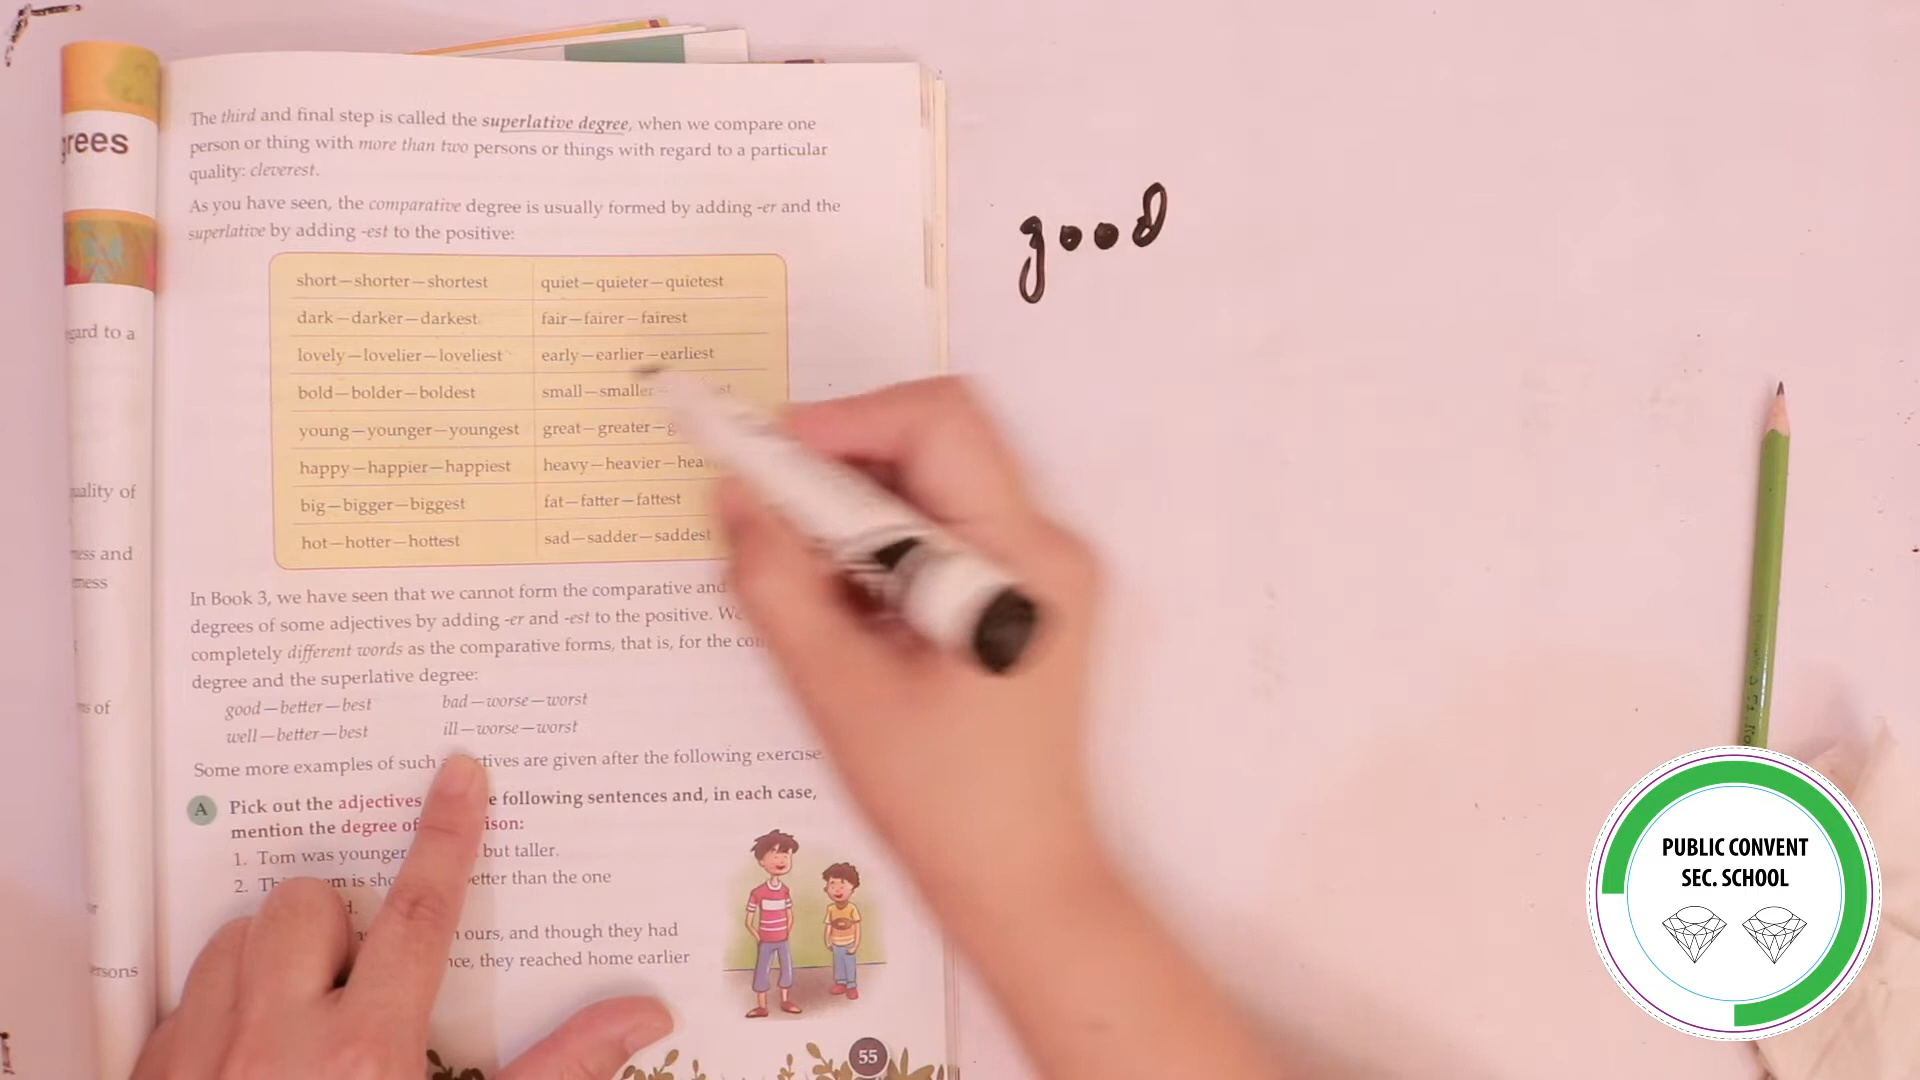 The third and final step is called the superlative degree, when we compare one
person or thing with more than two persons or things with regard to a particular
quality: cleverest.
As you have seen, the comparative degree is usually formed by adding -er and the
superlative by adding -est to the positive:
short—shorter—shortest
quiet—quieter—quietest
dark—darker—darkest
fair—fairer—fairest
lovely—lovelier—loveliest
early—earlier—earliest
bold—bolder—boldest
small—smaller
young—younger—youngest
great—greater—
happy—happier—happiest
heavy—heavier—
big—bigger—biggest
fat—fatter—fattest
hot—hotter—hottest
sad—sadder—saddest
In Book 3, we have seen that we cannot form the comparative and
degrees of some adjectives by adding -er and -est to the positive.
completely different words as the comparative forms, that is, for the
degree and the superlative degree:
good—better—best
bad—worse—worst
well—better—best
ill—worse—worst
Some more examples of such are given after the following exercise
A Pick out the adjectives following sentences and, in each case,
mention the degree of
1. Tom was younger but taller.
2. is than the one
ours, and though they had
they reached home earlier
55
good
gard to a
of
and
s of
PUBLIC CONVENT
SEC. SCHOOL